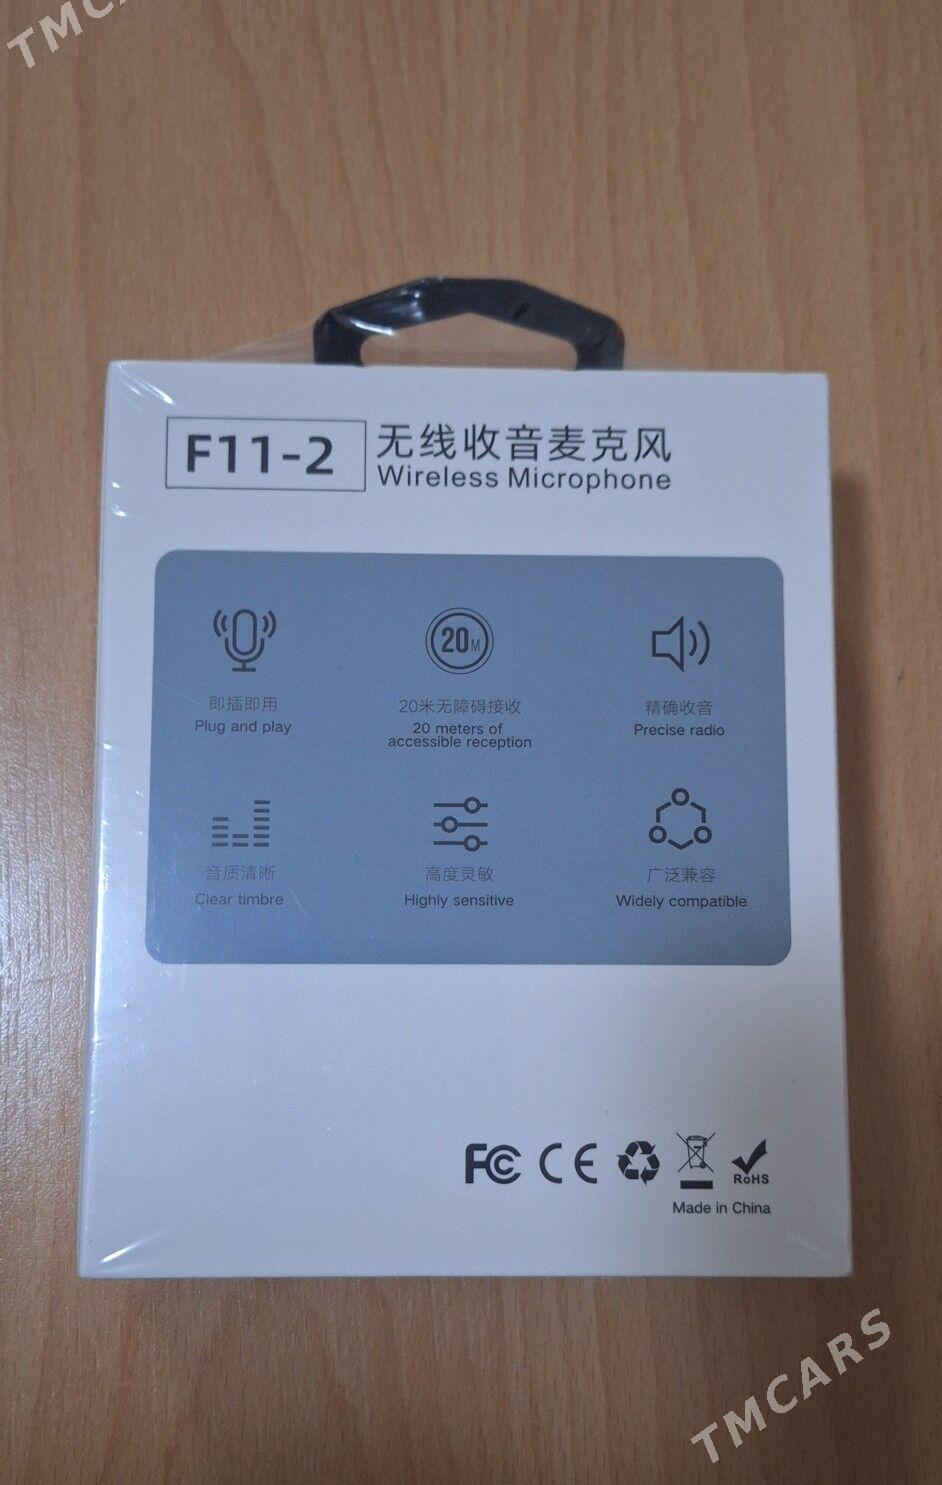 TMCA
F11-2
无线收音麦克风
Wireless Microphone
20M
即插即用
Plug and play
20米无障碍接收
20 meters of
accessible reception
精确收音
Precise radio
音质清晰
Clear timbre
高度灵敏
Highly sensitive
广泛兼容
Widely compatible
FC CE RoHS
Made in China
TMCARS